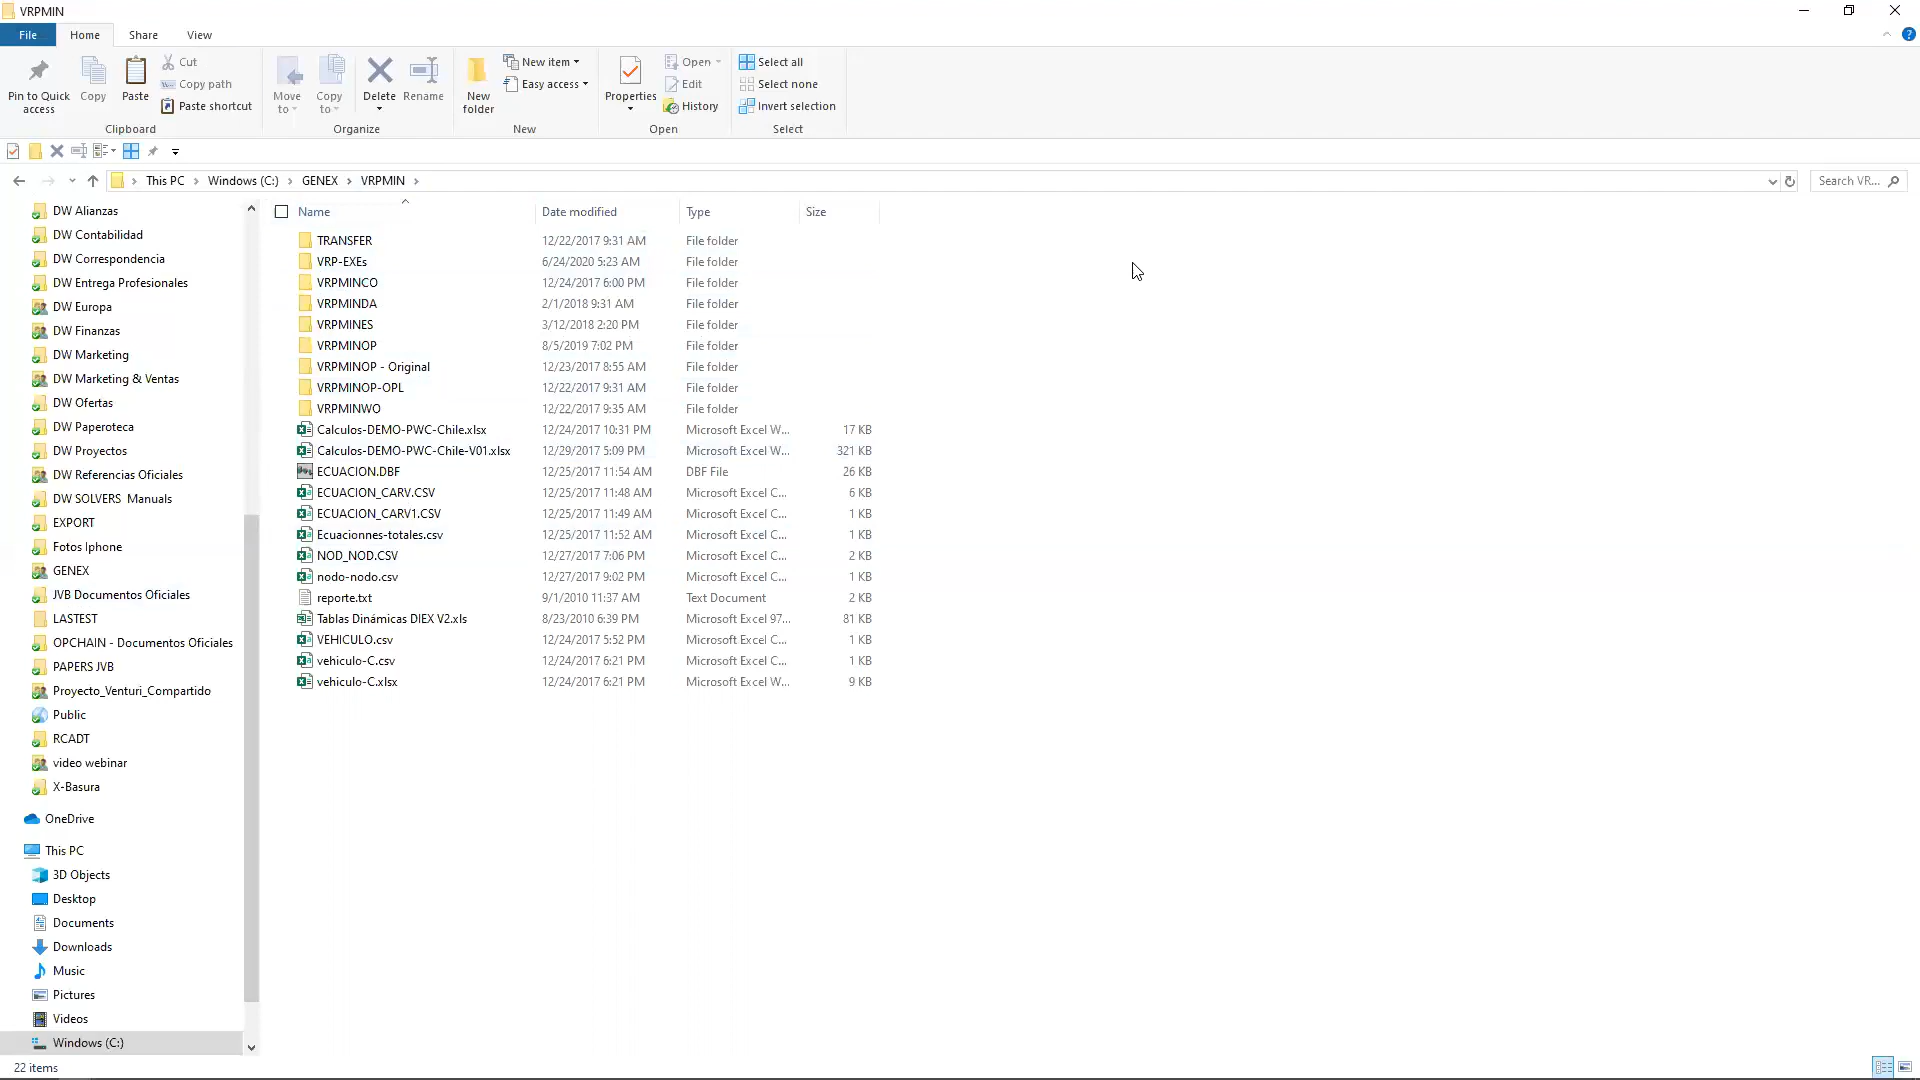 VRPMIN
File Home Share View
Pin to Quick access
Copy
Paste
Cut
Copy path
Paste shortcut
Clipboard
Move to
Copy to
Delete
Rename
Organize
New folder
New item
Easy access
New
Properties
Open
Edit
History
Open
Select all
Select none
Invert selection
Select
This PC > Windows (C:) > GENEX > VRPMIN >
Search VR...
DW Alianzas
DW Contabilidad
DW Correspondencia
DW Entrega Profesionales
DW Europa
DW Finanzas
DW Marketing
DW Marketing & Ventas
DW Ofertas
DW Paperoteca
DW Proyectos
DW Referencias Oficiales
DW SOLVERS Manuals
EXPORT
Fotos Iphone
GENEX
JVB Documentos Oficiales
LASTEST
OPCHAIN - Documentos Oficiales
PAPERS JVB
Proyecto_Venturi_Compartido
Public
RCADT
video webinar
X-Basura
OneDrive
This PC
3D Objects
Desktop
Documents
Downloads
Music
Pictures
Videos
Windows (C:)
Name Date modified Type Size
TRANSFER 12/22/2017 9:31 AM File folder
VRP-EXEs 6/24/2020 5:23 AM File folder
VRPMINCO 12/24/2017 6:00 PM File folder
VRPMINDA 2/1/2018 9:31 AM File folder
VRPMINES 3/12/2018 2:20 PM File folder
VRPMINOP 8/5/2019 7:02 PM File folder
VRPMINOP - Original 12/23/2017 8:55 AM File folder
VRPMINOP-OPL 12/22/2017 9:31 AM File folder
VRPMINWO 12/22/2017 9:35 AM File folder
Calculos-DEMO-PWC-Chile.xlsx 12/24/2017 10:31 PM Microsoft Excel W... 17 KB
Calculos-DEMO-PWC-Chile-V01.xlsx 12/29/2017 5:09 PM Microsoft Excel W... 321 KB
ECUACION.DBF 12/25/2017 11:54 AM DBF File 26 KB
ECUACION_CARV.CSV 12/25/2017 11:48 AM Microsoft Excel C... 6 KB
ECUACION_CARV1.CSV 12/25/2017 11:49 AM Microsoft Excel C... 1 KB
Ecuacionnes-totales.csv 12/25/2017 11:52 AM Microsoft Excel C... 1 KB
NOD_NOD.CSV 12/27/2017 7:06 PM Microsoft Excel C... 2 KB
nodo-nodo.csv 12/27/2017 9:02 PM Microsoft Excel C... 1 KB
reporte.txt 9/1/2010 11:37 AM Text Document 2 KB
Tablas Dinámicas DIEX V2.xls 8/23/2010 6:39 PM Microsoft Excel 97... 81 KB
VEHICULO.csv 12/24/2017 5:52 PM Microsoft Excel C... 1 KB
vehiculo-C.csv 12/24/2017 6:21 PM Microsoft Excel C... 1 KB
vehiculo-C.xlsx 12/24/2017 6:21 PM Microsoft Excel W... 9 KB
22 items